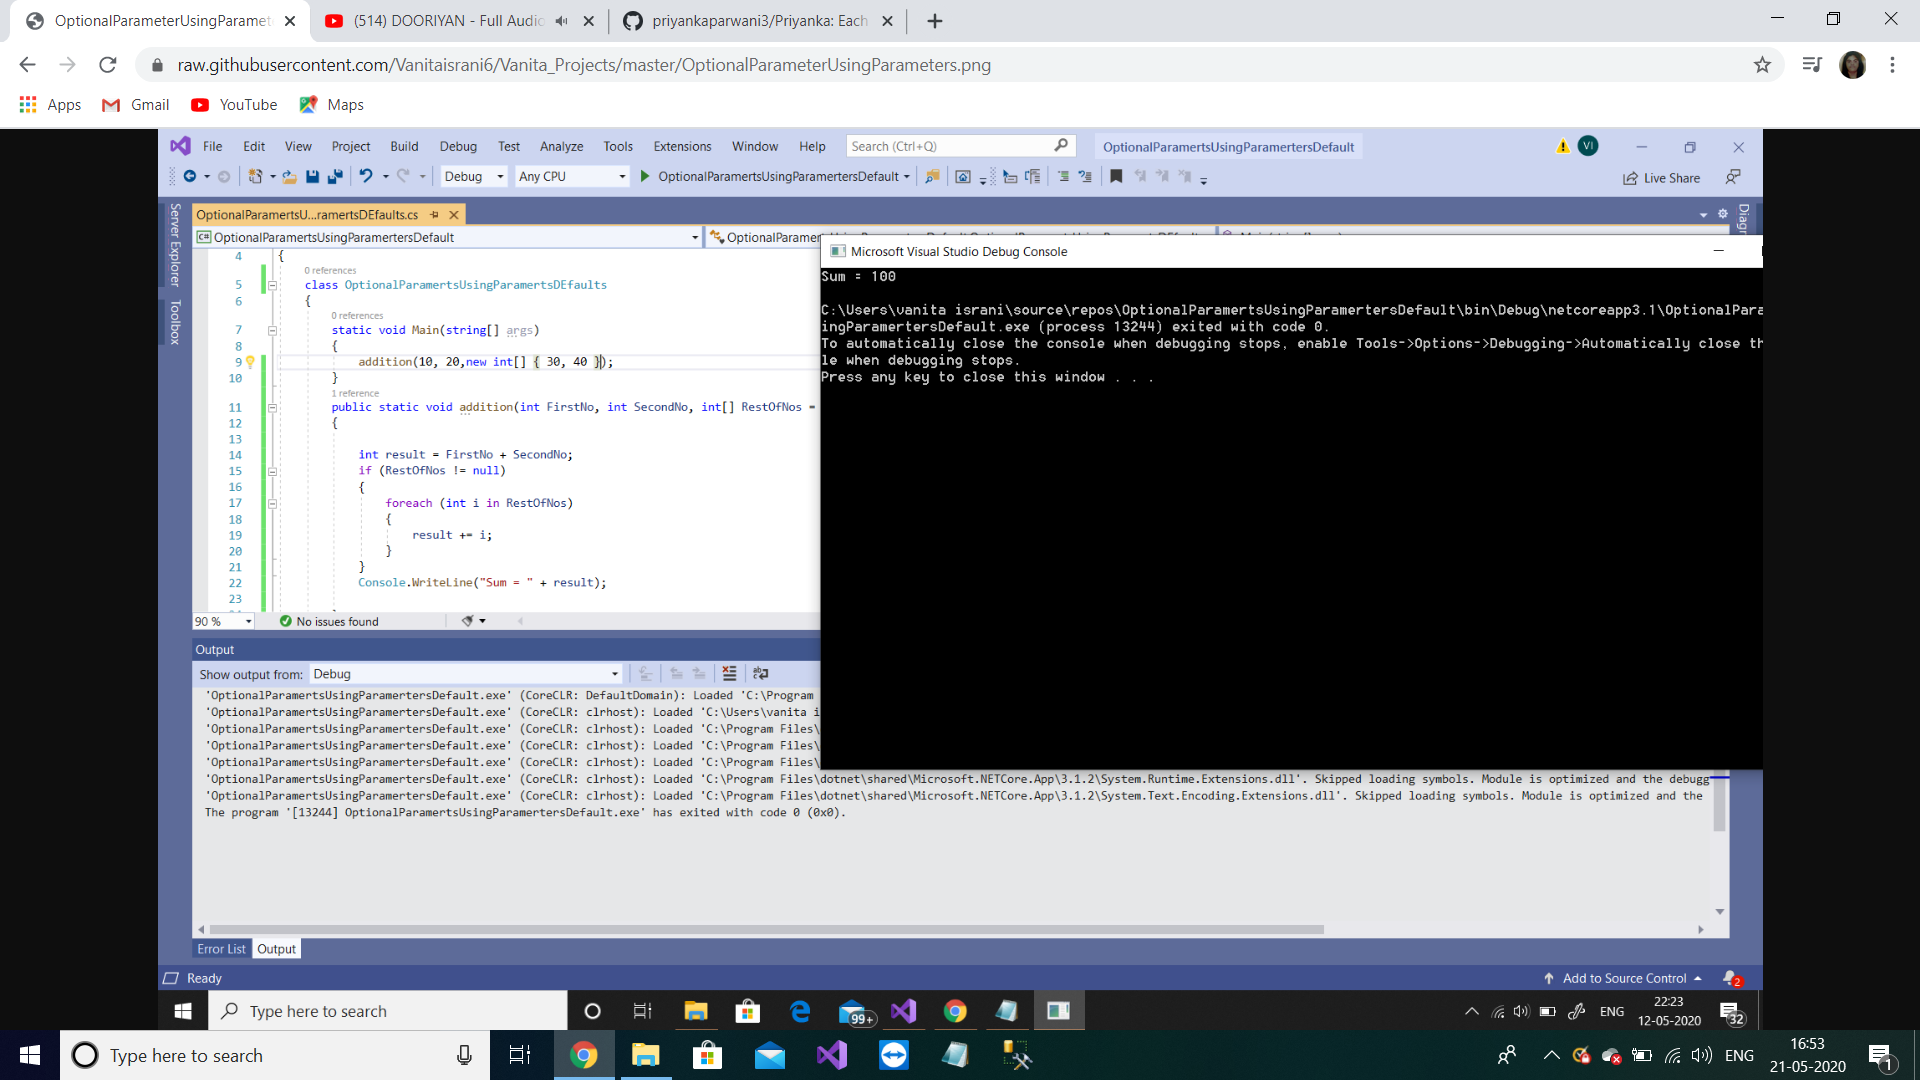 OptionalParameterUsingParamet
(514) DOORIYAN - Full Audio
priyankaparwani3/Priyanka: Each
raw.githubusercontent.com/Vanitaisrani6/Vanita_Projects/master/OptionalParameterUsingParameters.png
Apps Gmail YouTube Maps
File Edit View Project Build Debug Test Analyze Tools Extensions Window Help Search (Ctrl+Q) OptionalParamertsUsingParamertersDefault VI
Debug Any CPU OptionalParamertsUsingParamertersDefault Live Share
Server Explorer
Toolbox
Diagr
OptionalParamertsU...ramertsDEfaults.cs
OptionalParamertsUsingParamertersDefault OptionalParamer
4 {
0 references
5 class OptionalParamertsUsingParamertsDEfaults
6 {
0 references
7 static void Main(string[] args)
8 {
9 addition(10, 20,new int[] { 30, 40 });
10 }
1 reference
11 public static void addition(int FirstNo, int SecondNo, int[] RestOfNos =
12 {
13
14 int result = FirstNo + SecondNo;
15 if (RestOfNos != null)
16 {
17 foreach (int i in RestOfNos)
18 {
19 result += i;
20 }
21 }
22 Console.WriteLine("Sum = " + result);
23
90 % No issues found
Microsoft Visual Studio Debug Console
Sum = 100
C:\Users\vanita israni\source\repos\OptionalParamertsUsingParamertersDefault\bin\Debug\netcoreapp3.1\OptionalPara
ingParamertersDefault.exe (process 13244) exited with code 0.
To automatically close the console when debugging stops, enable Tools->Options->Debugging->Automatically close th
le when debugging stops.
Press any key to close this window . . .
Output
Show output from: Debug
'OptionalParamertsUsingParamertersDefault.exe' (CoreCLR: DefaultDomain): Loaded 'C:\Program
'OptionalParamertsUsingParamertersDefault.exe' (CoreCLR: clrhost): Loaded 'C:\Users\vanita i
'OptionalParamertsUsingParamertersDefault.exe' (CoreCLR: clrhost): Loaded 'C:\Program Files\
'OptionalParamertsUsingParamertersDefault.exe' (CoreCLR: clrhost): Loaded 'C:\Program Files\
'OptionalParamertsUsingParamertersDefault.exe' (CoreCLR: clrhost): Loaded 'C:\Program Files\
'OptionalParamertsUsingParamertersDefault.exe' (CoreCLR: clrhost): Loaded 'C:\Program Files\dotnet\shared\Microsoft.NETCore.App\3.1.2\System.Runtime.Extensions.dll'. Skipped loading symbols. Module is optimized and the debugg
'OptionalParamertsUsingParamertersDefault.exe' (CoreCLR: clrhost): Loaded 'C:\Program Files\dotnet\shared\Microsoft.NETCore.App\3.1.2\System.Text.Encoding.Extensions.dll'. Skipped loading symbols. Module is optimized and the
The program '[13244] OptionalParamertsUsingParamertersDefault.exe' has exited with code 0 (0x0).
Error List Output
Ready Add to Source Control 2
Type here to search 99+ ENG 22:23
12-05-2020 32
Type here to search ENG 16:53
21-05-2020 1